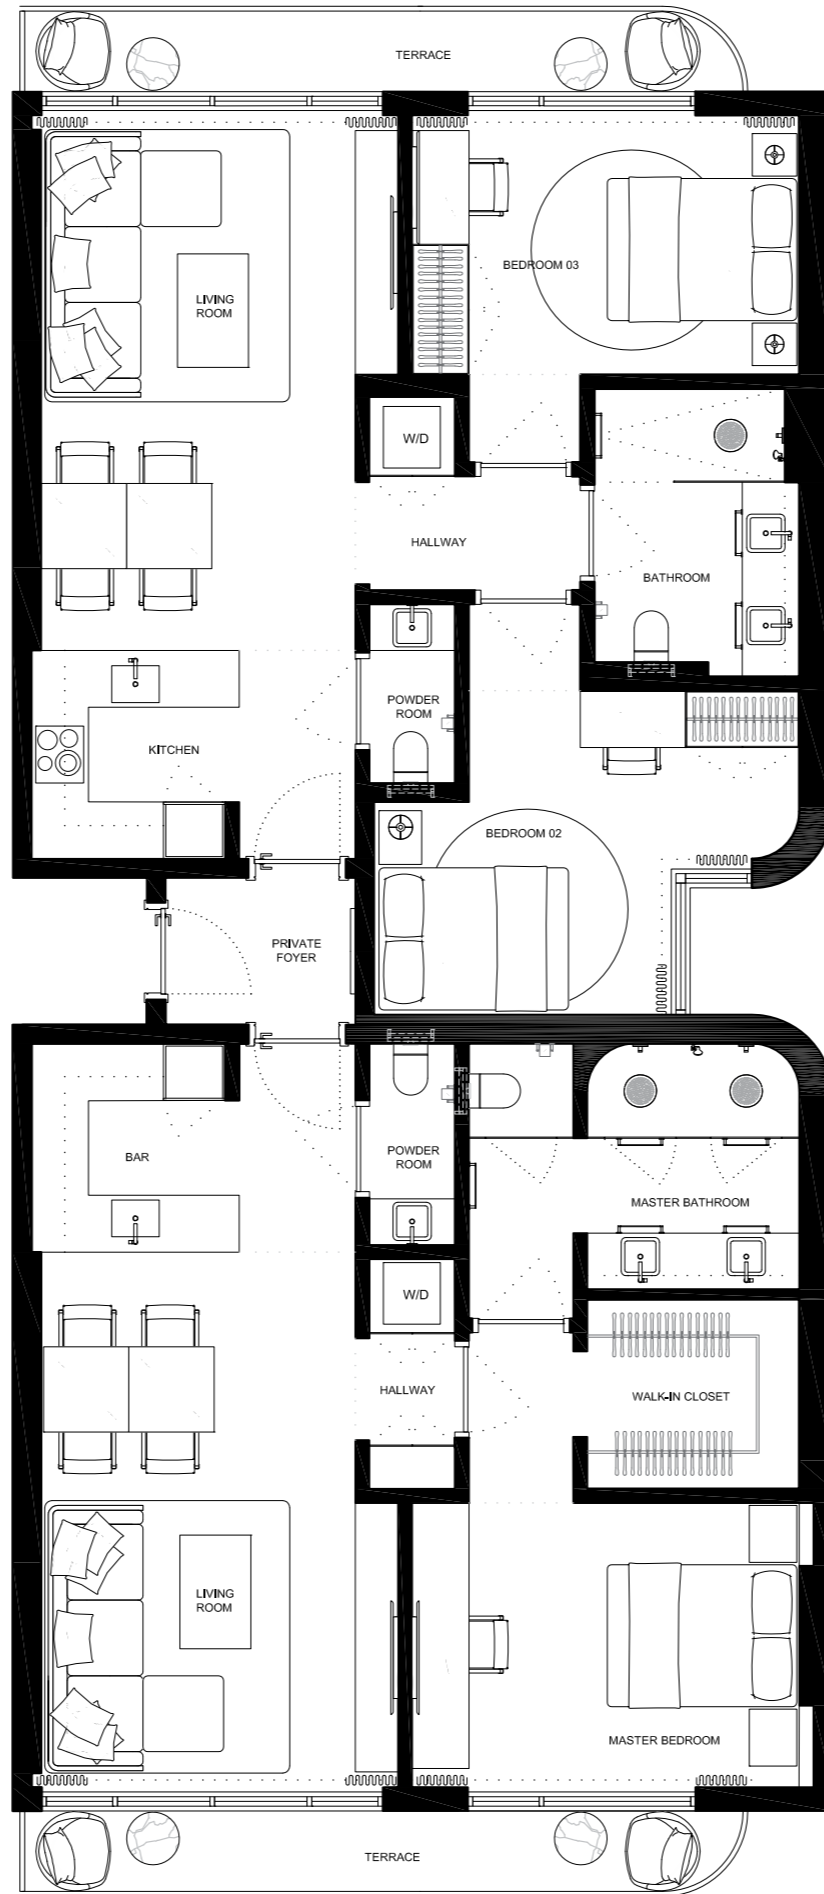 TERRACE
BEDROOM 03
LIVING
ROOM
W/D
HALLWAY
BATHROOM
POWDER
ROOM
KITCHEN
BEDROOM 02
PRIVATE
FOYER
BAR
POWDER
ROOM
MASTER BATHROOM
W/D
HALLWAY
WALK-IN CLOSET
LIVING
ROOM
MASTER BEDROOM
TERRACE